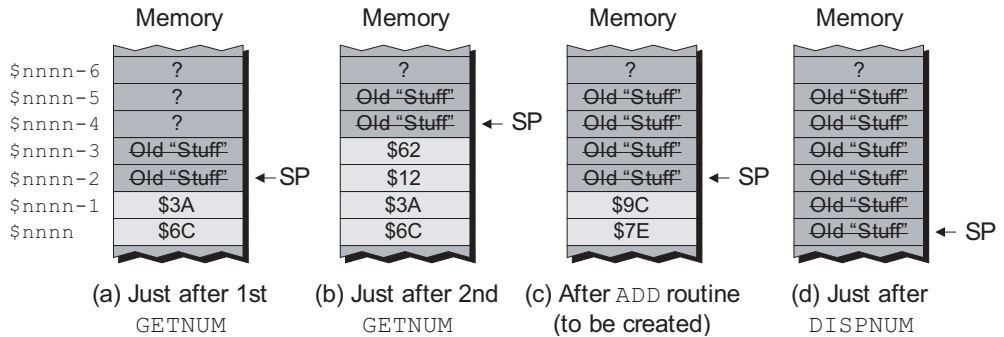 Memory Memory Memory Memory
$nnnn-6 ? ? ? ?
$nnnn-5 ? Old “Stuff” Old “Stuff” Old “Stuff”
$nnnn-4 ? Old “Stuff” ← SP Old “Stuff” Old “Stuff”
$nnnn-3 Old “Stuff” $62 Old “Stuff” Old “Stuff”
$nnnn-2 Old “Stuff” ← SP $12 Old “Stuff” ← SP Old “Stuff”
$nnnn-1 $3A $3A $9C Old “Stuff”
$nnnn $6C $6C $7E Old “Stuff” ← SP
(a) Just after 1st (b) Just after 2nd (c) After ADD routine (d) Just after
GETNUM GETNUM (to be created) DISPNUM